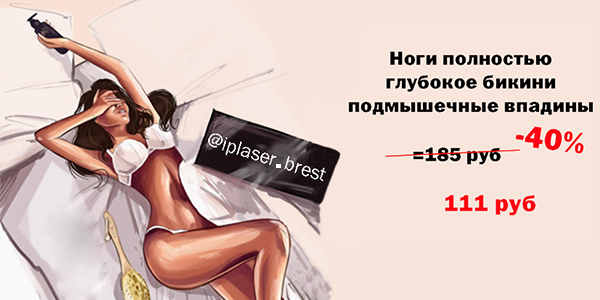 Ноги полностью
глубокое бикини
подмышечные впадины
-40%
=185 руб
111 руб
@iplaser.brest